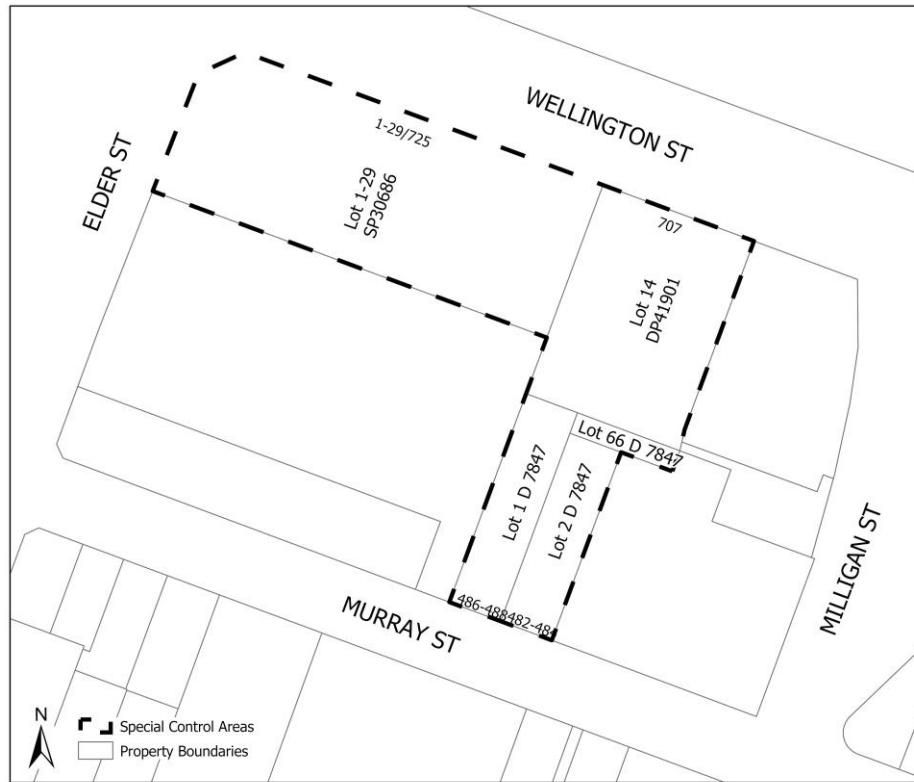 WELLINGTON ST
1-29/725
ELDER ST
Lot 1-29
SP30686
707
Lot 14
DP41901
Lot 66 D 7847
Lot 1 D 7847
Lot 2 D 7847
MILLIGAN ST
486-488
482-484
MURRAY ST
N
Special Control Areas
Property Boundaries